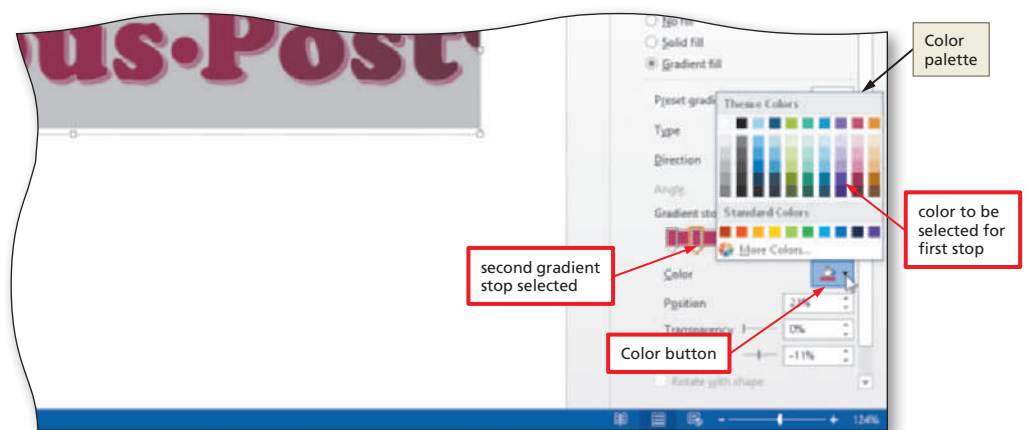 us•Post
No fill
Solid fill
Gradient fill
Color
palette
Preset gradi
Theme Colors
Type
Direction
Angle
color to be
selected for
first stop
Gradient sto
Standard Colors
More Colors...
second gradient
stop selected
Color
Position
23%
Transparency
0%
Color button
-11%
Rotate with shape
124%